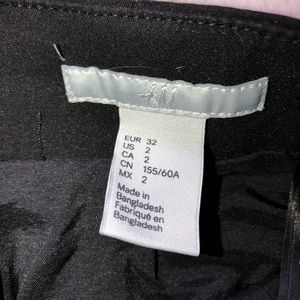 H&M
EUR 32
US 2
CA 2
CN 155/60A
MX 2
Made in
Bangladesh
Fabriqué en
Bangladesh